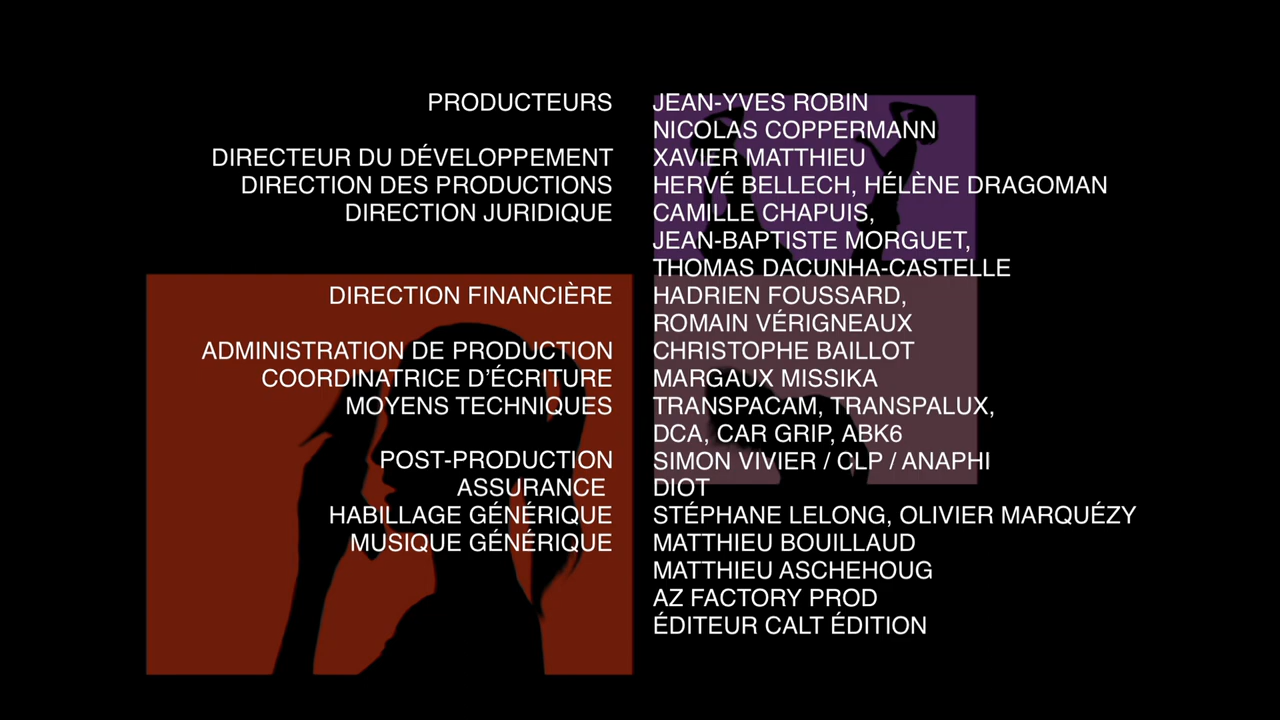 PRODUCTEURS JEAN-YVES ROBIN
NICOLAS COPPERMANN
DIRECTEUR DU DÉVELOPPEMENT XAVIER MATTHIEU
DIRECTION DES PRODUCTIONS HERVÉ BELLECH, HÉLÈNE DRAGOMAN
DIRECTION JURIDIQUE CAMILLE CHAPUIS,
JEAN-BAPTISTE MORGUET,
THOMAS DACUNHA-CASTELLE
DIRECTION FINANCIÈRE HADRIEN FOUSSARD,
ROMAIN VÉRIGNEAUX
ADMINISTRATION DE PRODUCTION CHRISTOPHE BAILLOT
COORDINATRICE D'ÉCRITURE MARGAUX MISSIKA
MOYENS TECHNIQUES TRANSPACAM, TRANSPALUX,
DCA, CAR GRIP, ABK6
POST-PRODUCTION SIMON VIVIER / CLP / ANAPHI
ASSURANCE DIOT
HABILLAGE GÉNÉRIQUE STÉPHANE LELONG, OLIVIER MARQUÉZY
MUSIQUE GÉNÉRIQUE MATTHIEU BOUILLAUD
MATTHIEU ASCHEHOUG
AZ FACTORY PROD
ÉDITEUR CALT ÉDITION